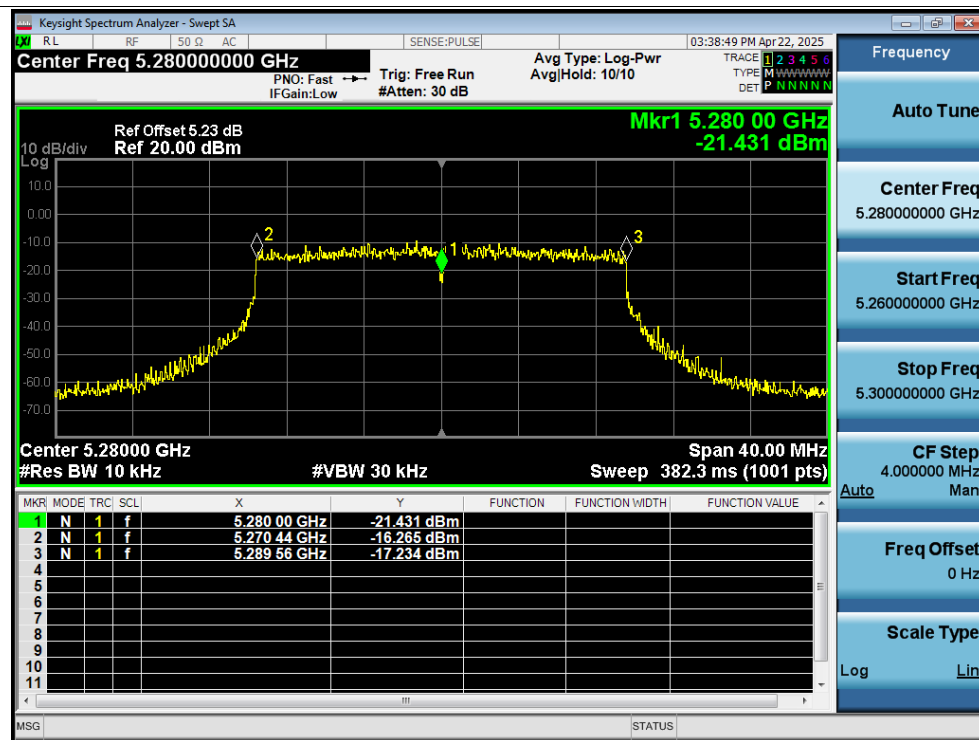 Keysight Spectrum Analyzer - Swept SA
LXI RL RF 50 Ω AC SENSE:PULSE 03:38:49 PM Apr 22, 2025
Center Freq 5.280000000 GHz
PNO: Fast
IFGain:Low
Trig: Free Run
#Atten: 30 dB
Avg Type: Log-Pwr
Avg|Hold: 10/10
TRACE 1 2 3 4 5 6
TYPE M W W W W W
DET P N N N N N
Mkr1 5.280 00 GHz
-21.431 dBm
Ref Offset 5.23 dB
10 dB/div Ref 20.00 dBm
Log
10.0
0.00
-10.0
-20.0
-30.0
-40.0
-50.0
-60.0
-70.0
2
1
3
Center 5.28000 GHz Span 40.00 MHz
#Res BW 10 kHz #VBW 30 kHz Sweep 382.3 ms (1001 pts)
MKR MODE TRC SCL X Y FUNCTION FUNCTION WIDTH FUNCTION VALUE
1 N 1 f 5.280 00 GHz -21.431 dBm
2 N 1 f 5.270 44 GHz -16.265 dBm
3 N 1 f 5.289 56 GHz -17.234 dBm
4
5
6
7
8
9
10
11
MSG STATUS
Frequency
Auto Tune
Center Freq
5.280000000 GHz
Start Freq
5.260000000 GHz
Stop Freq
5.300000000 GHz
CF Step
4.000000 MHz
Auto Man
Freq Offset
0 Hz
Scale Type
Log Lin